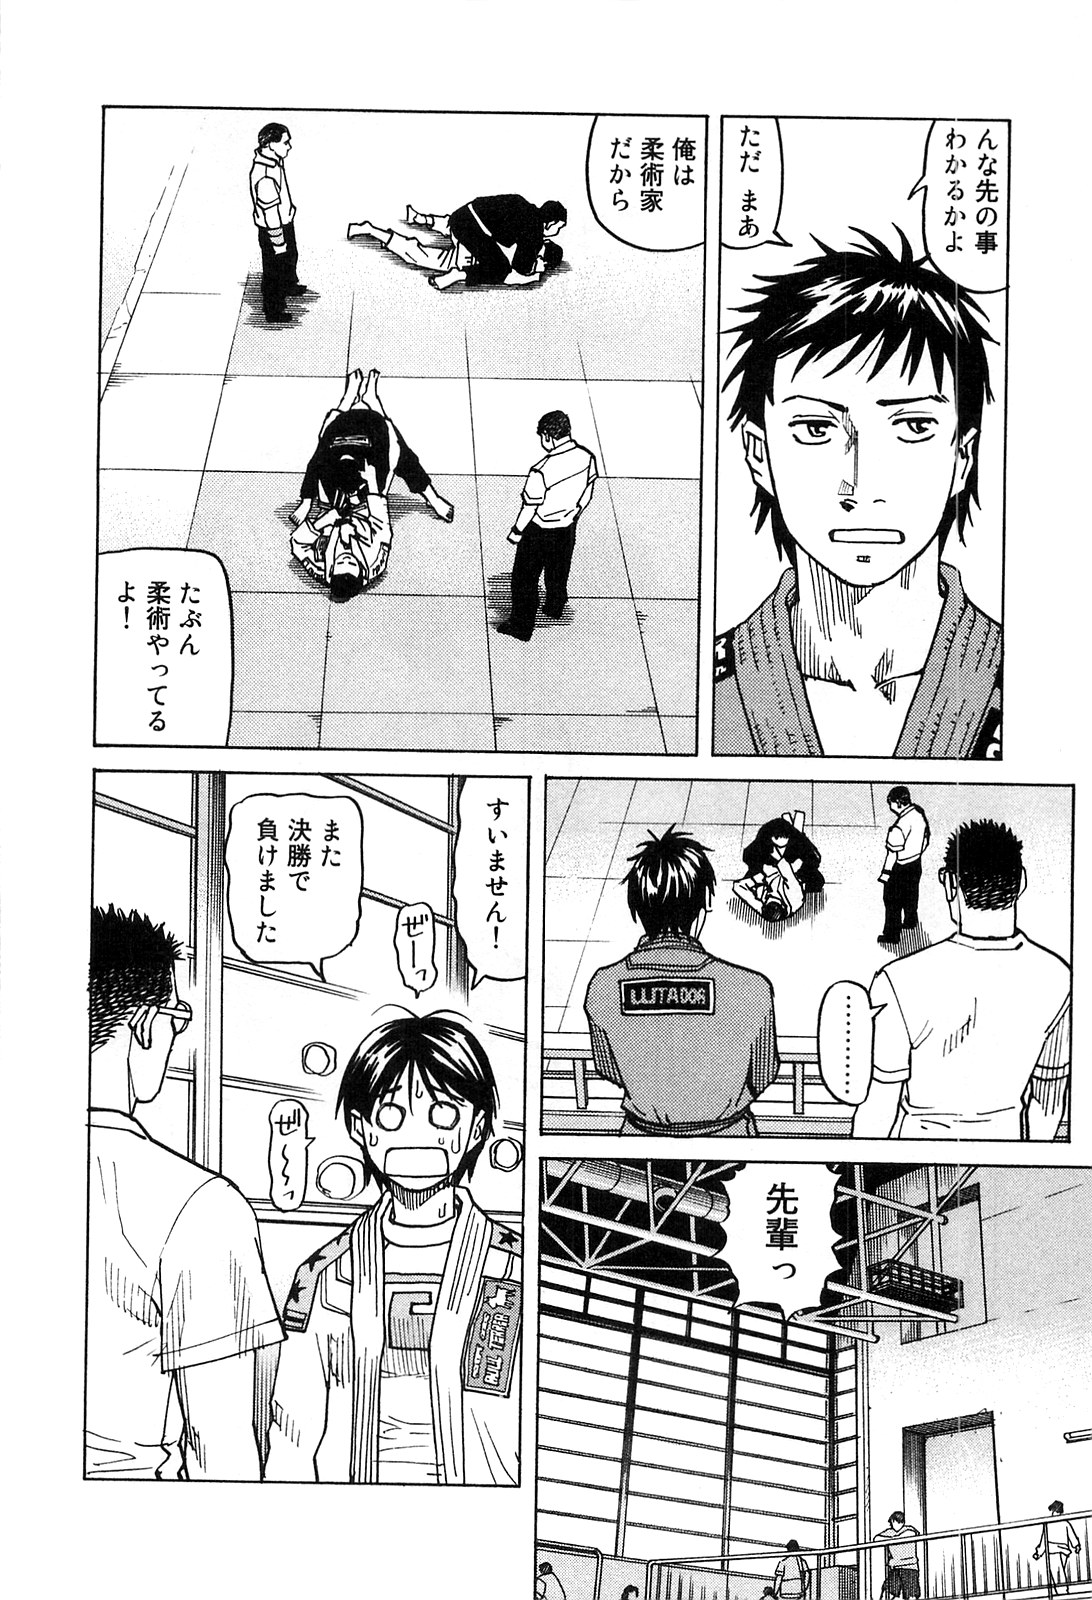 んな先の事
わかるかよ
ただ まあ
俺は
柔術家
だから
たぶん
柔術やってる
よ!
LUTADOR
………
先輩っ
すいません!
また
決勝で
負けました
ぜーっ
ぜ〜〜っ